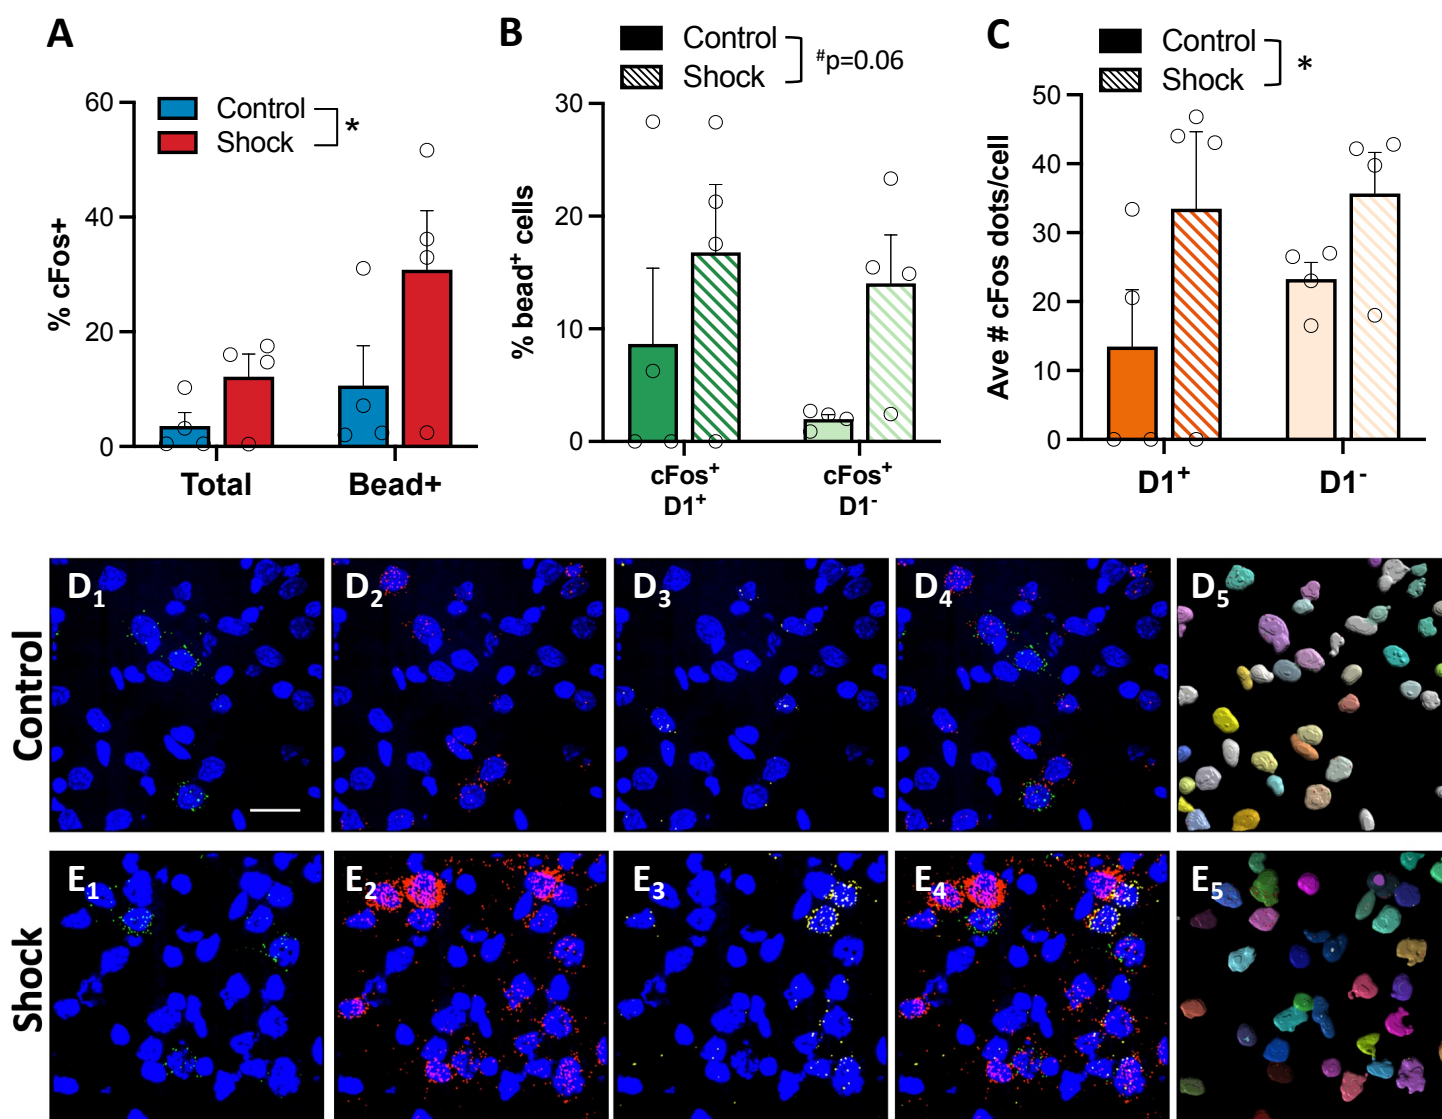 A
Control
Shock
*
% cFos+
60
40
20
0
Total
Bead+
B
Control
Shock
#p=0.06
% bead+ cells
30
20
10
0
cFos+
D1+
cFos+
D1-
C
Control
Shock
*
Ave # cFos dots/cell
50
40
30
20
10
0
D1+
D1-
Control
D1
D2
D3
D4
D5
Shock
E1
E2
E3
E4
E5